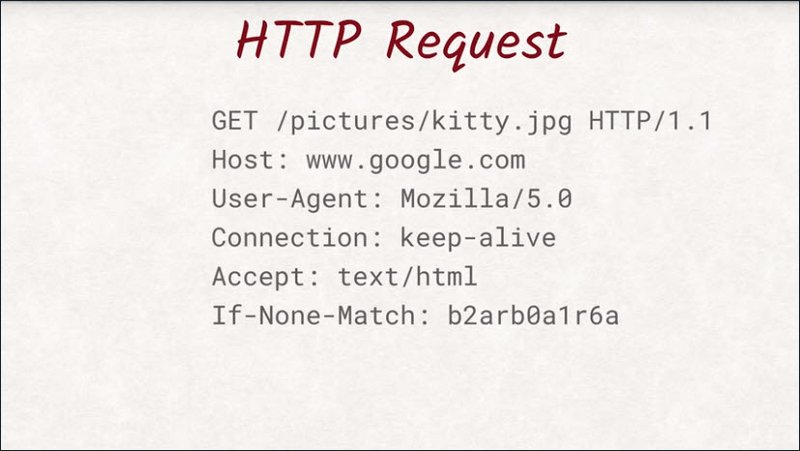 HTTP Request
GET /pictures/kitty.jpg HTTP/1.1
Host: www.google.com
User-Agent: Mozilla/5.0
Connection: keep-alive
Accept: text/html
If-None-Match: b2arb0a1r6a